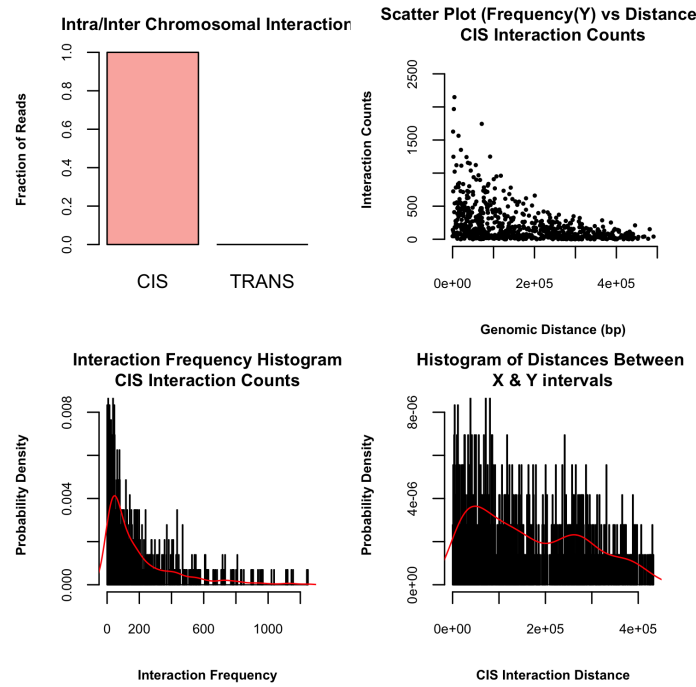 Intra/Inter Chromosomal Interaction
Fraction of Reads
1.0
0.8
0.6
0.4
0.2
0.0
CIS TRANS
Scatter Plot (Frequency(Y) vs Distance
CIS Interaction Counts
Interaction Counts
2500
1500
500
0
0e+00 2e+05 4e+05
Genomic Distance (bp)
Interaction Frequency Histogram
CIS Interaction Counts
Probability Density
0.008
0.004
0.000
0 200 600 1000
Interaction Frequency
Histogram of Distances Between
X & Y intervals
Probability Density
8e-06
4e-06
0e+00
0e+00 2e+05 4e+05
CIS Interaction Distance